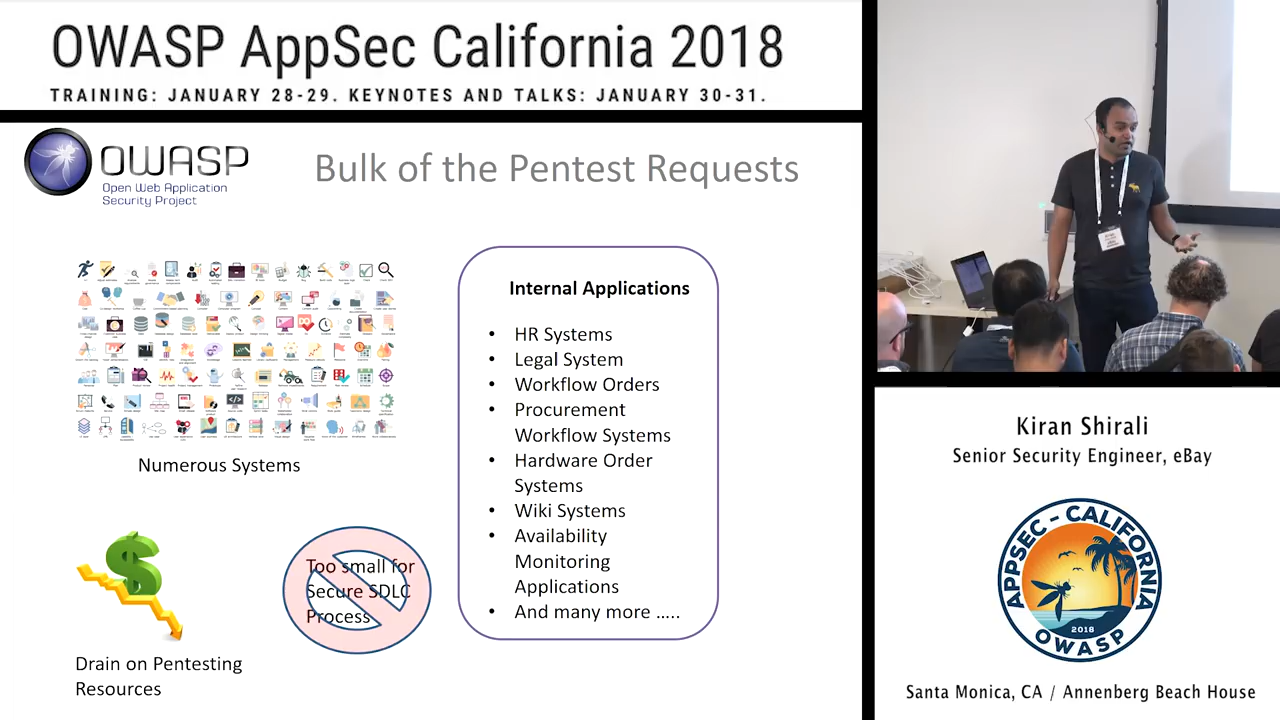 OWASP AppSec California 2018
TRAINING: JANUARY 28-29. KEYNOTES AND TALKS: JANUARY 30-31.
OWASP
Open Web Application
Security Project
Bulk of the Pentest Requests
Numerous Systems
Internal Applications
• HR Systems
• Legal System
• Workflow Orders
• Procurement
Workflow Systems
• Hardware Order
Systems
• Wiki Systems
• Availability
Monitoring
Applications
• And many more .....
Too small for
Secure SDLC
Process
Drain on Pentesting
Resources
Kiran Shirali
Senior Security Engineer, eBay
APPSEC - CALIFORNIA
2018
OWASP
Santa Monica, CA / Annenberg Beach House